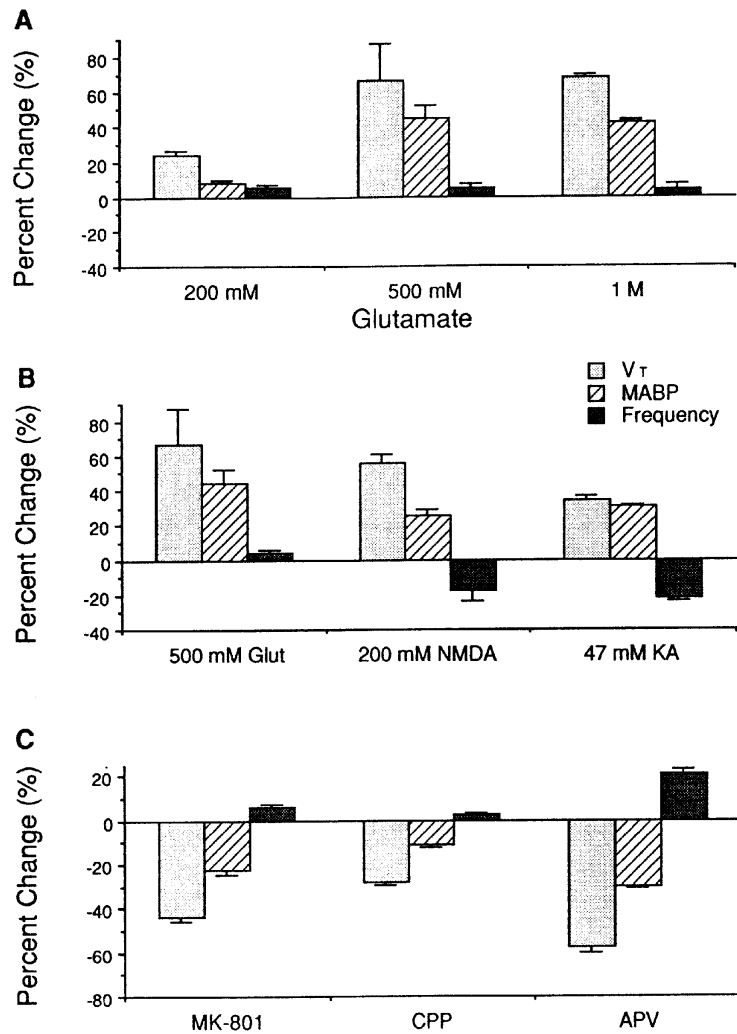 A
Percent Change (%)
80
60
40
20
0
-20
-40
200 mM
500 mM
1 M
Glutamate
B
VT
MABP
Frequency
Percent Change (%)
80
60
40
20
0
-20
-40
500 mM Glut
200 mM NMDA
47 mM KA
C
Percent Change (%)
20
0
-20
-40
-60
-80
MK-801
CPP
APV